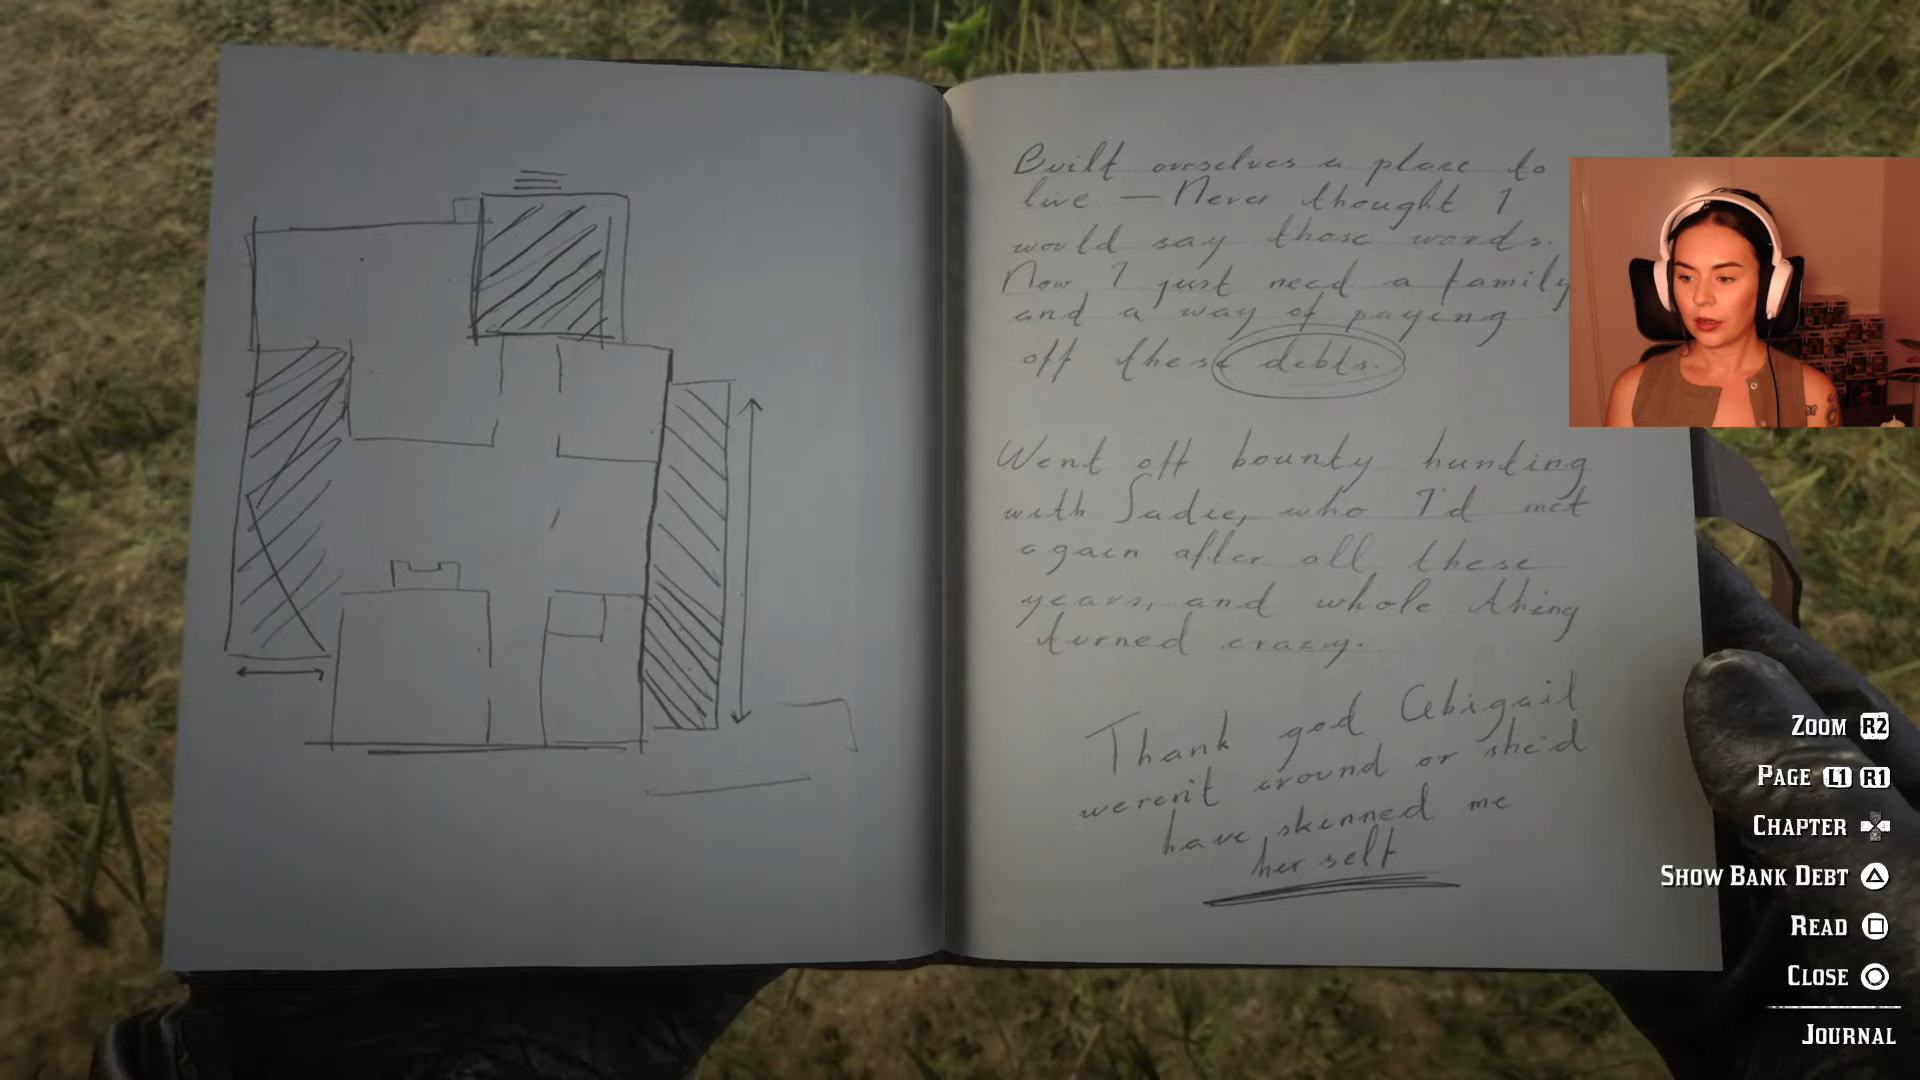 Built ourselves a place to
live. — Never thought I
would say those words.
Now I just need a family
and a way of paying
off these debts.
Went off bounty hunting
with Sadie, who I'd met
again after all these
years, and whole thing
turned crazy.
Thank god Abigail
weren't around or she'd
have skinned me
herself
ZOOM R2
PAGE L1 R1
CHAPTER
SHOW BANK DEBT
READ
CLOSE
JOURNAL